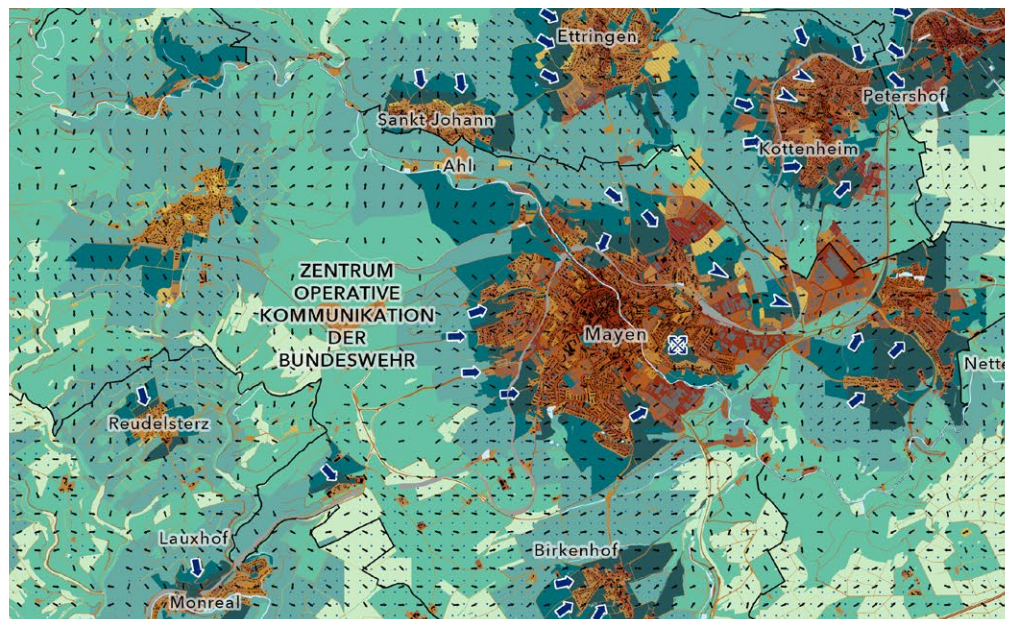 Ettringen
Petershof
Sankt Johann
Kottenheim
Ahl
ZENTRUM
OPERATIVE
KOMMUNIKATION
DER
BUNDESWEHR
Mayen
Nette
Reudelsterz
Lauxhof
Birkenhof
Monreal